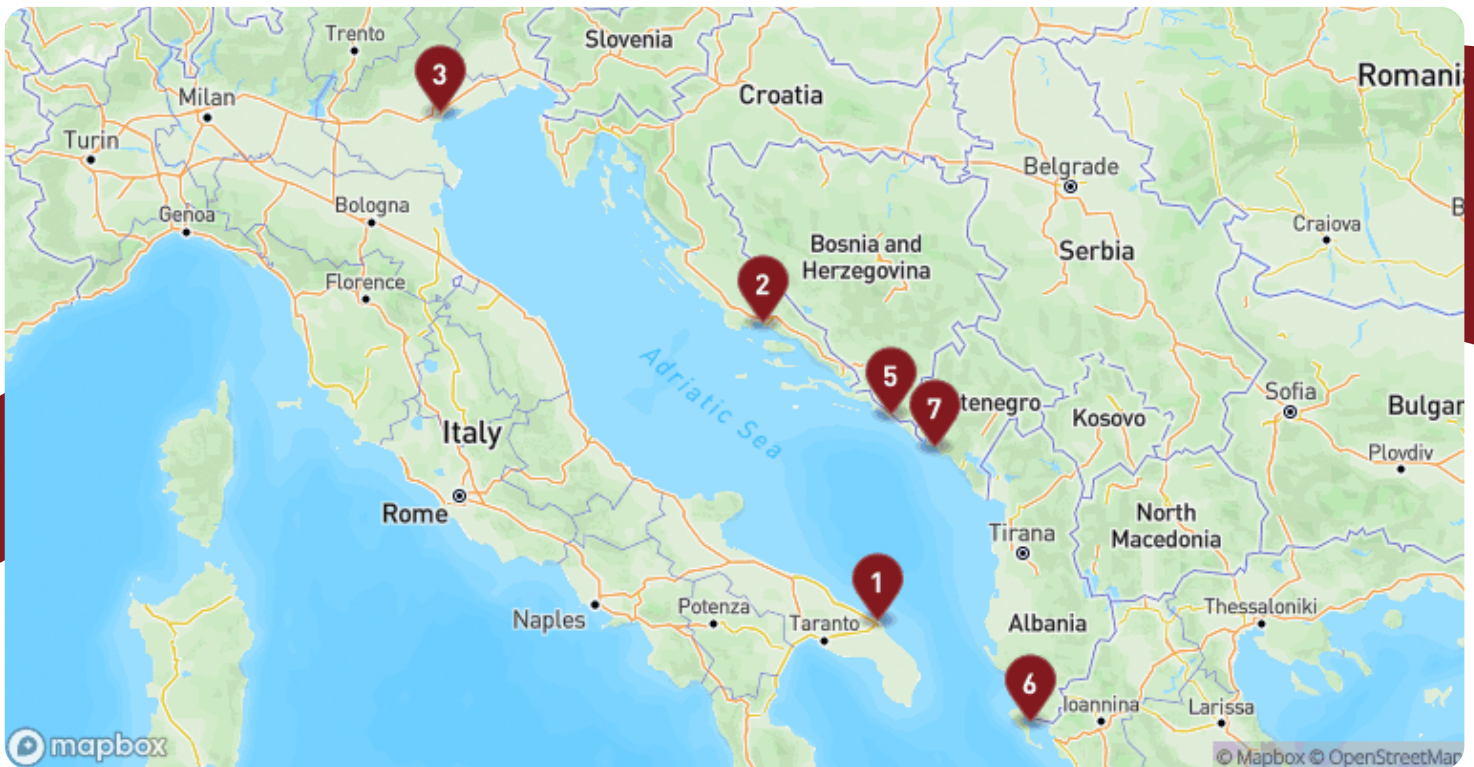 Trento
Slovenia
Romani
3
Croatia
Milan
Turin
Belgrade
Bologna
Genoa
B
Craiova
Bosnia and
Herzegovina
Serbia
Florence
2
Adriatic Sea
5
7
tenegro
Sofia
Kosovo
Bulgar
Italy
Plovdiv
Rome
North
Macedonia
Tirana
1
Naples
Potenza
Taranto
Thessaloniki
Albania
6
Ioannina
Larissa
mapbox
© Mapbox © OpenStreetMap